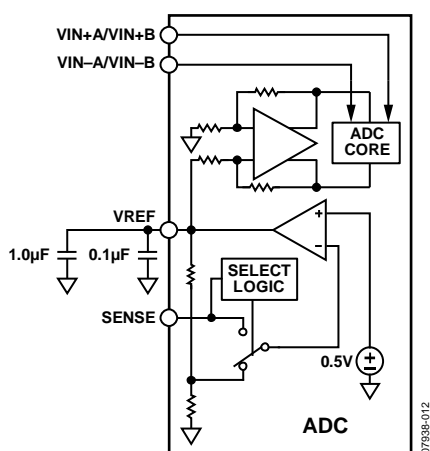 VIN+A/VIN+B
VIN–A/VIN–B
ADC
CORE
VREF
1.0µF
0.1µF
SELECT
LOGIC
SENSE
0.5V
ADC
07938-012
+
–
+
–